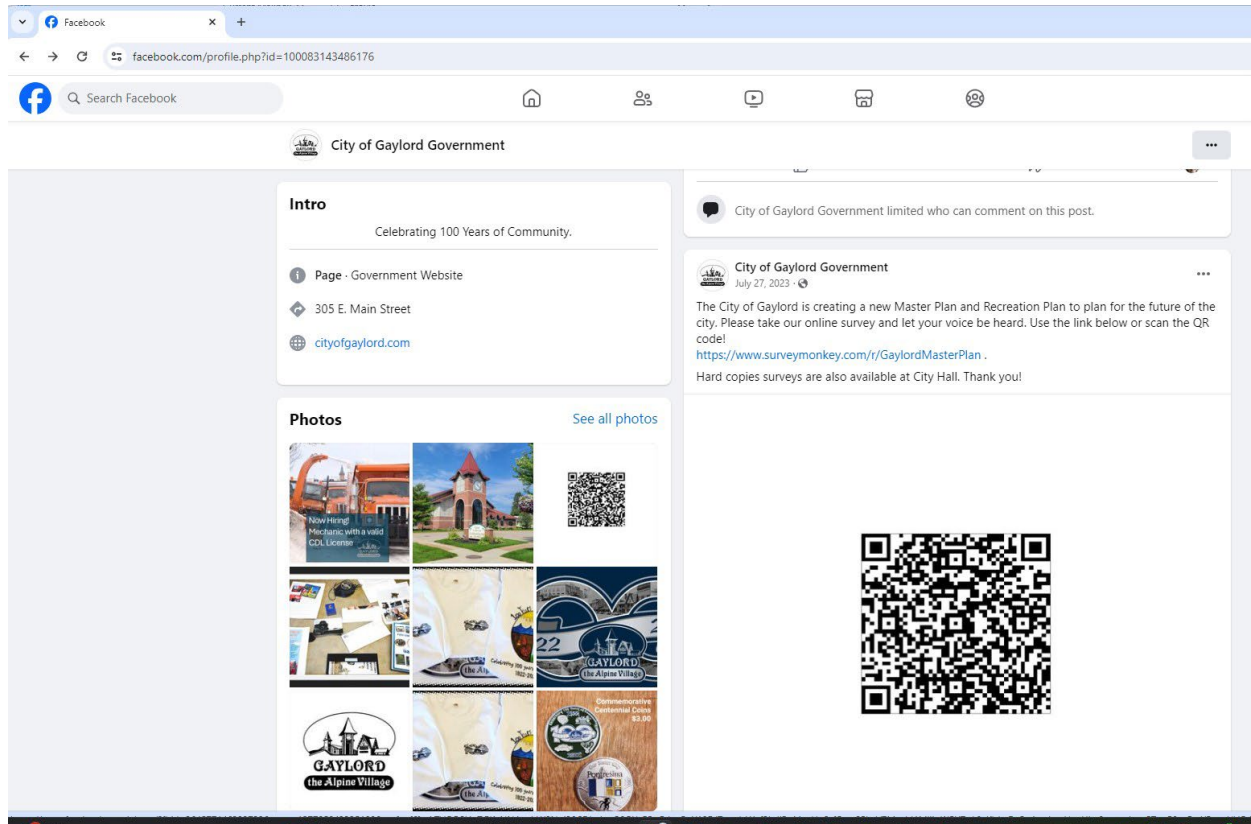 Facebook
facebook.com/profile.php?id=100083143486176
Search Facebook
City of Gaylord Government
Intro
Celebrating 100 Years of Community.
Page · Government Website
305 E. Main Street
cityofgaylord.com
Photos
See all photos
Now Hiring!
Mechanic with a valid
CDL License
22
GAYLORD
the Alpine Village
GAYLORD
the Alpine Village
Commemorative
Centennial Coins
$3.00
City of Gaylord Government limited who can comment on this post.
City of Gaylord Government
July 27, 2023 ·
The City of Gaylord is creating a new Master Plan and Recreation Plan to plan for the future of the
city. Please take our online survey and let your voice be heard. Use the link below or scan the QR
code!
https://www.surveymonkey.com/r/GaylordMasterPlan .
Hard copies surveys are also available at City Hall. Thank you!